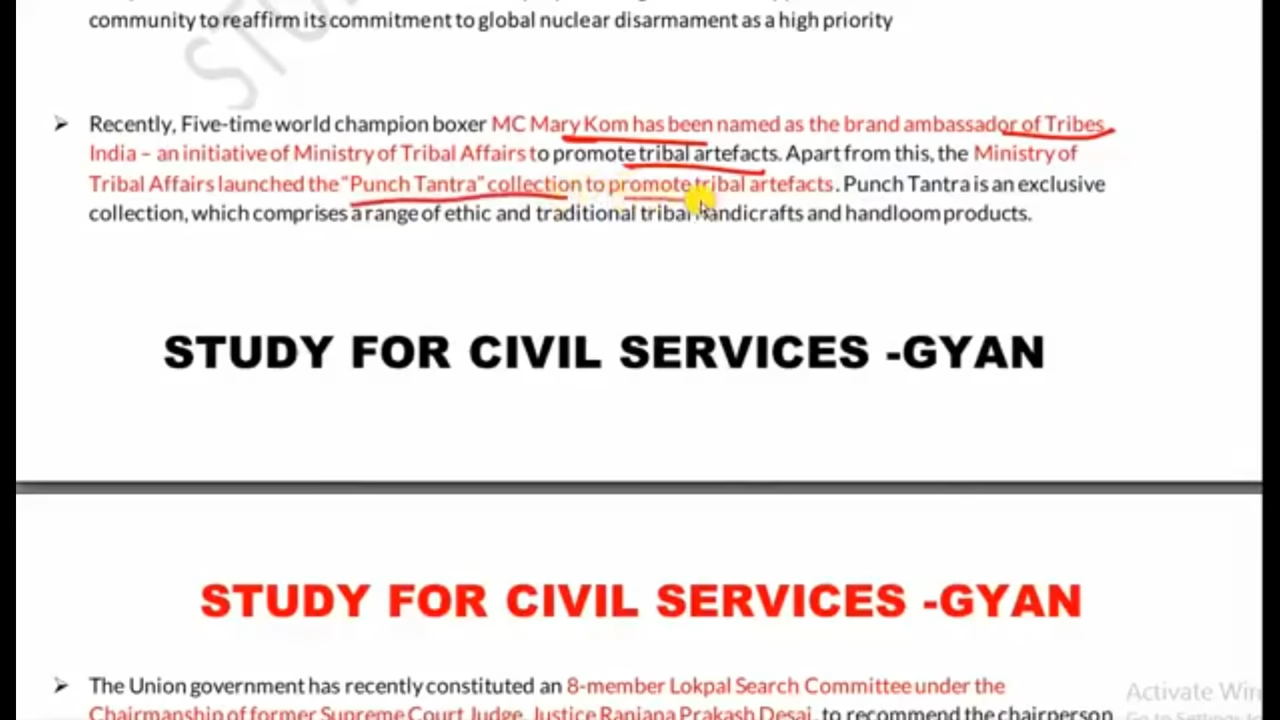 community to reaffirm its commitment to global nuclear disarmament as a high priority
➤ Recently, Five-time world champion boxer MC Mary Kom has been named as the brand ambassador of Tribes
India – an initiative of Ministry of Tribal Affairs to promote tribal artefacts. Apart from this, the Ministry of
Tribal Affairs launched the "Punch Tantra" collection to promote tribal artefacts. Punch Tantra is an exclusive
collection, which comprises a range of ethic and traditional tribal handicrafts and handloom products.
STUDY FOR CIVIL SERVICES -GYAN
STUDY FOR CIVIL SERVICES -GYAN
➤ The Union government has recently constituted an 8-member Lokpal Search Committee under the
Chairmanship of former Supreme Court Judge, Justice Ranjana Prakash Desai, to recommend the chairperson
Activate Win